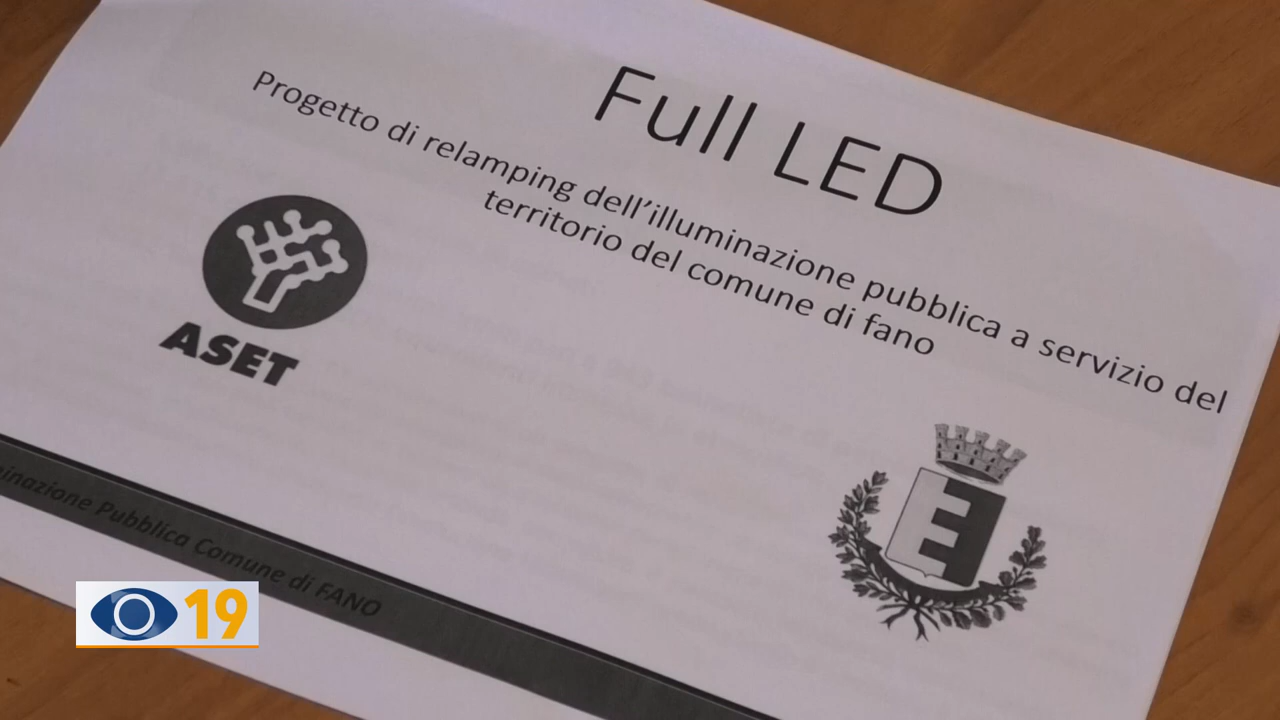 Full LED
Progetto di relamping dell'illuminazione pubblica a servizio del
territorio del comune di fano
ASET
Pubblica Comune di FANO
19